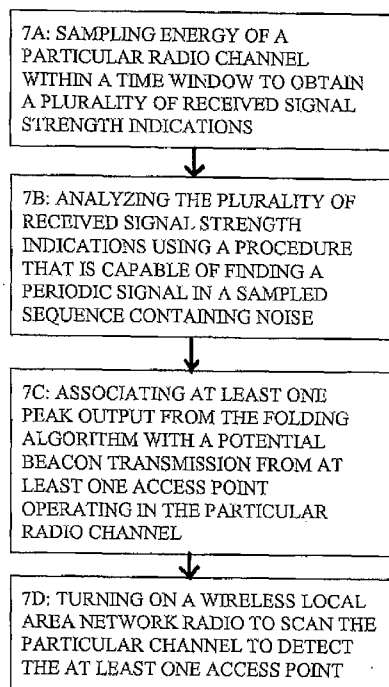 7A: SAMPLING ENERGY OF A
PARTICULAR RADIO CHANNEL
WITHIN A TIME WINDOW TO OBTAIN
A PLURALITY OF RECEIVED SIGNAL
STRENGTH INDICATIONS
7B: ANALYZING THE PLURALITY OF
RECEIVED SIGNAL STRENGTH
INDICATIONS USING A PROCEDURE
THAT IS CAPABLE OF FINDING A
PERIODIC SIGNAL IN A SAMPLED
SEQUENCE CONTAINING NOISE
7C: ASSOCIATING AT LEAST ONE
PEAK OUTPUT FROM THE FOLDING
ALGORITHM WITH A POTENTIAL
BEACON TRANSMISSION FROM AT
LEAST ONE ACCESS POINT
OPERATING IN THE PARTICULAR
RADIO CHANNEL
7D: TURNING ON A WIRELESS LOCAL
AREA NETWORK RADIO TO SCAN THE
PARTICULAR CHANNEL TO DETECT
THE AT LEAST ONE ACCESS POINT